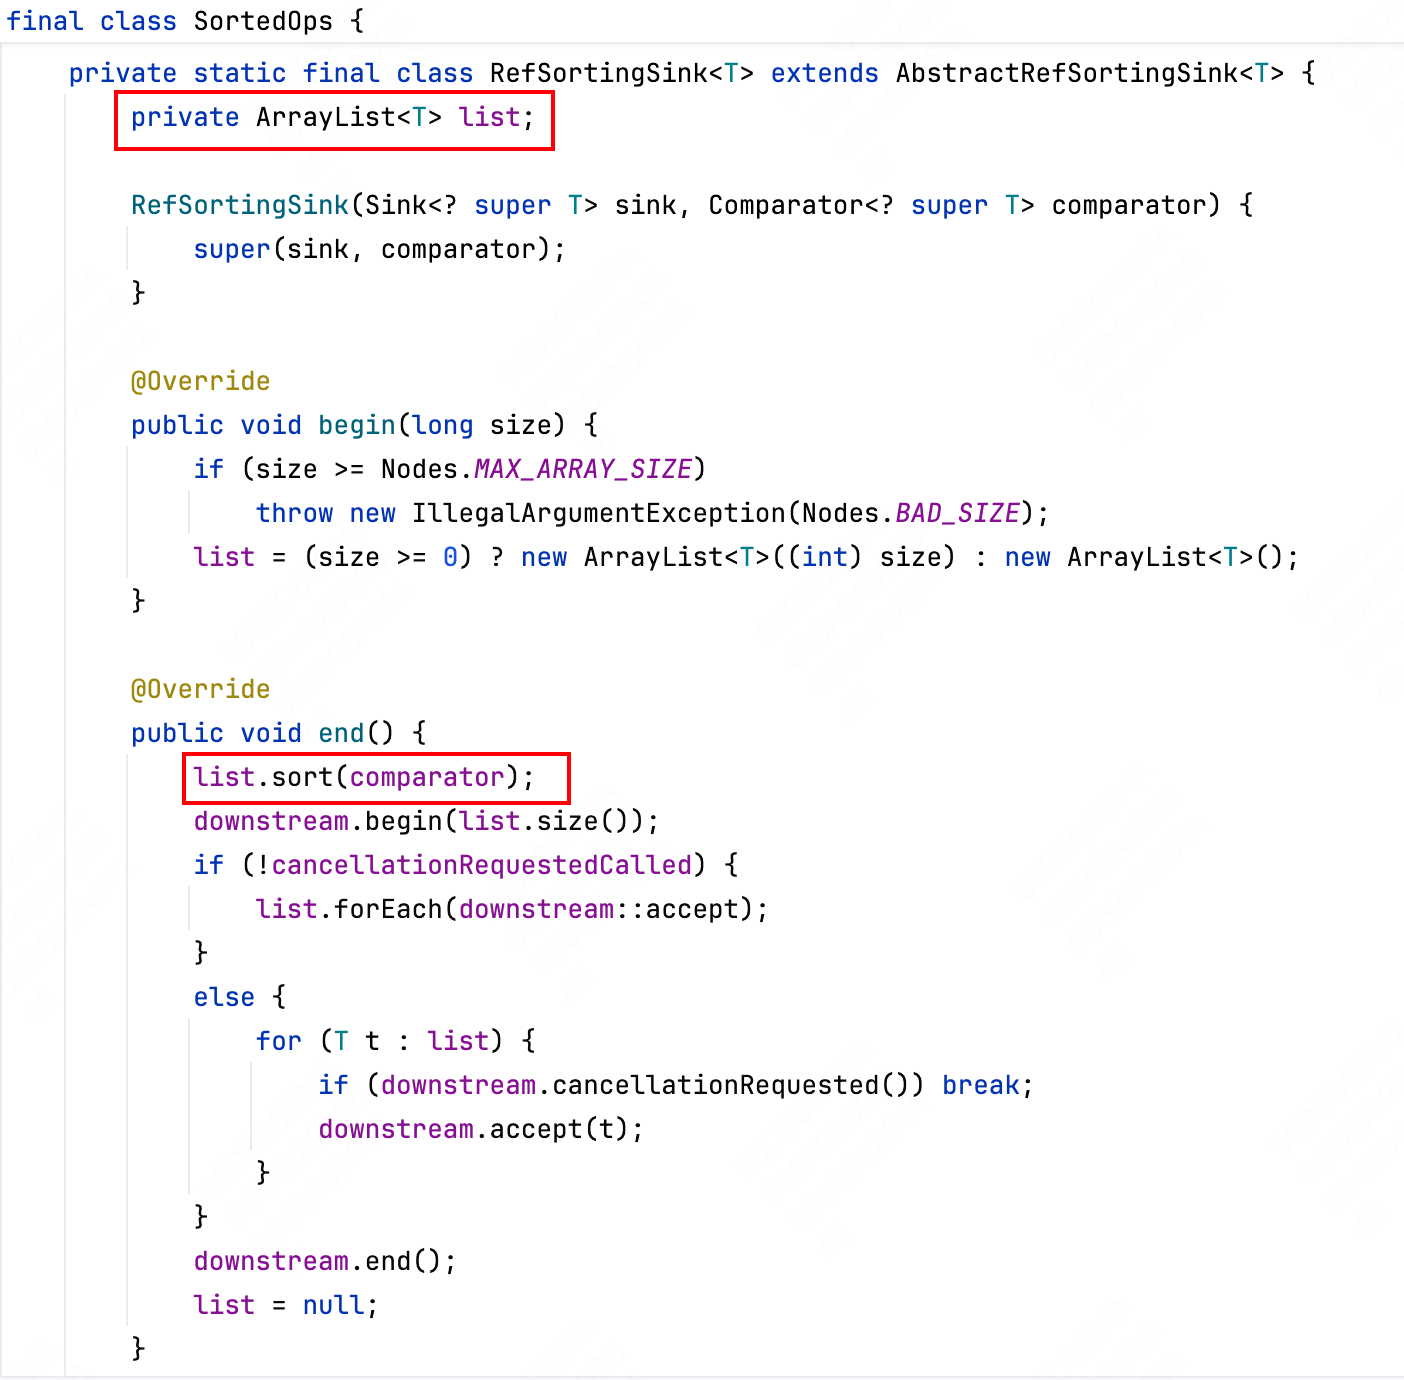 final class SortedOps {
private static final class RefSortingSink<T> extends AbstractRefSortingSink<T> {
private ArrayList<T> list;
RefSortingSink(Sink<? super T> sink, Comparator<? super T> comparator) {
super(sink, comparator);
}
@Override
public void begin(long size) {
if (size >= Nodes.MAX_ARRAY_SIZE)
throw new IllegalArgumentException(Nodes.BAD_SIZE);
list = (size >= 0) ? new ArrayList<T>((int) size) : new ArrayList<T>();
}
@Override
public void end() {
list.sort(comparator);
downstream.begin(list.size());
if (!cancellationRequestedCalled) {
list.forEach(downstream::accept);
}
else {
for (T t : list) {
if (downstream.cancellationRequested()) break;
downstream.accept(t);
}
}
downstream.end();
list = null;
}